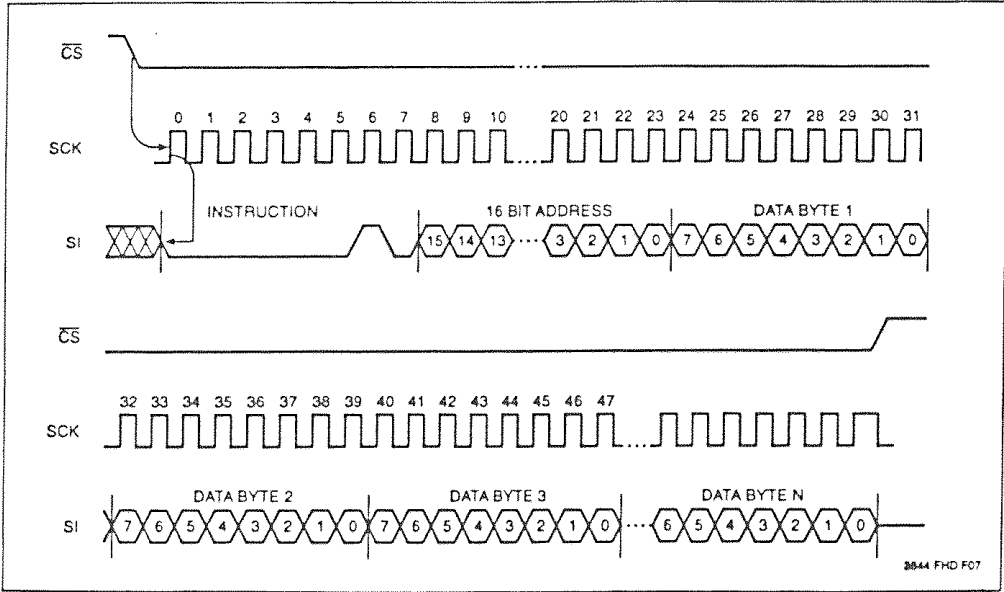 CS
0 1 2 3 4 5 6 7 8 9 10 20 21 22 23 24 25 26 27 28 29 30 31
SCK
INSTRUCTION 16 BIT ADDRESS DATA BYTE 1
SI 15 14 13 3 2 1 0 7 6 5 4 3 2 1 0
CS
32 33 34 35 36 37 38 39 40 41 42 43 44 45 46 47
SCK
DATA BYTE 2 DATA BYTE 3 DATA BYTE N
SI 7 6 5 4 3 2 1 0 7 6 5 4 3 2 1 0 6 5 4 3 2 1 0
3844 FHD F07